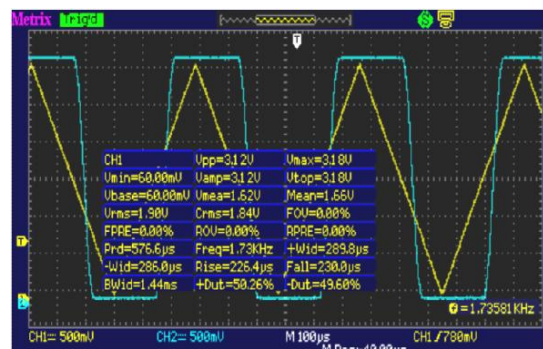 Metrix Trig'd
T
CH1 Vpp=3.12V Vmax=3.18V
Vmin=60.00mV Vamp=3.12V Vtop=3.18V
Vbase=60.00mV Vmea=1.62V Mean=1.66V
Vrms=1.90V Crms=1.84V FOV=0.00%
FPRE=0.00% ROV=0.00% RPRE=0.00%
T
Prd=576.6µs Freq=1.73KHz +Wid=289.8µs
-Wid=286.0µs Rise=226.4µs Fall=230.0µs
BWid=1.44ms +Dut=50.26% -Dut=49.60%
=1.73581KHz
CH1 500mV CH2 500mV M 100µs CH1 780mV